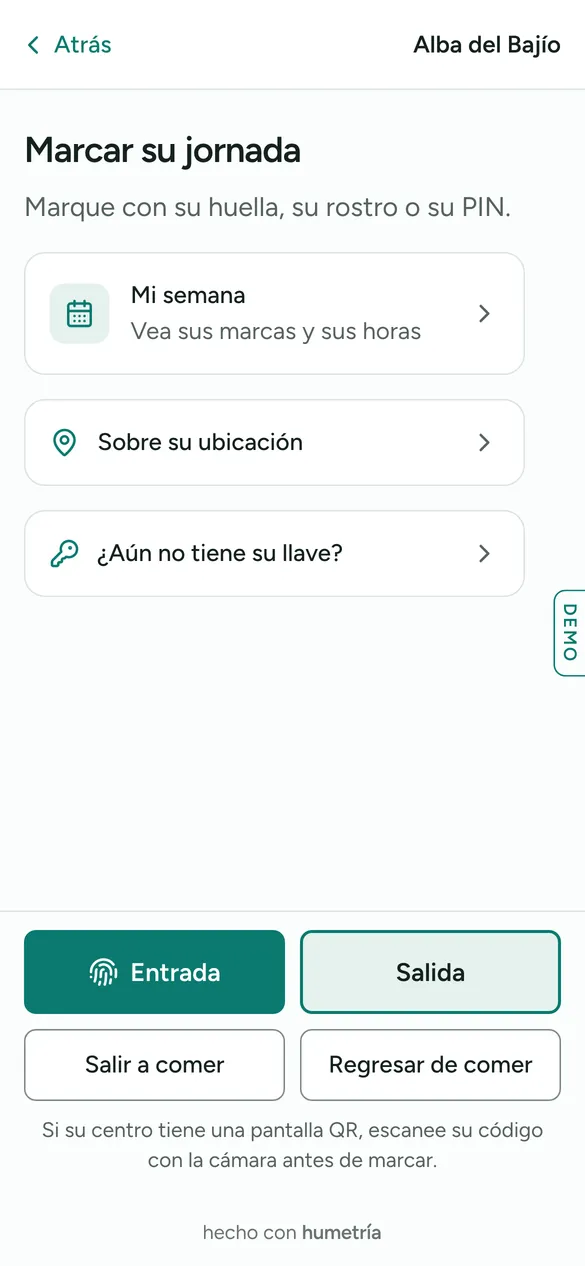 Atrás
Alba del Bajío
Marcar su jornada
Marque con su huella, su rostro o su PIN.
Mi semana
Vea sus marcas y sus horas
Sobre su ubicación
¿Aún no tiene su llave?
DEMO
Entrada
Salida
Salir a comer
Regresar de comer
Si su centro tiene una pantalla QR, escanee su código
con la cámara antes de marcar.
hecho con humetría